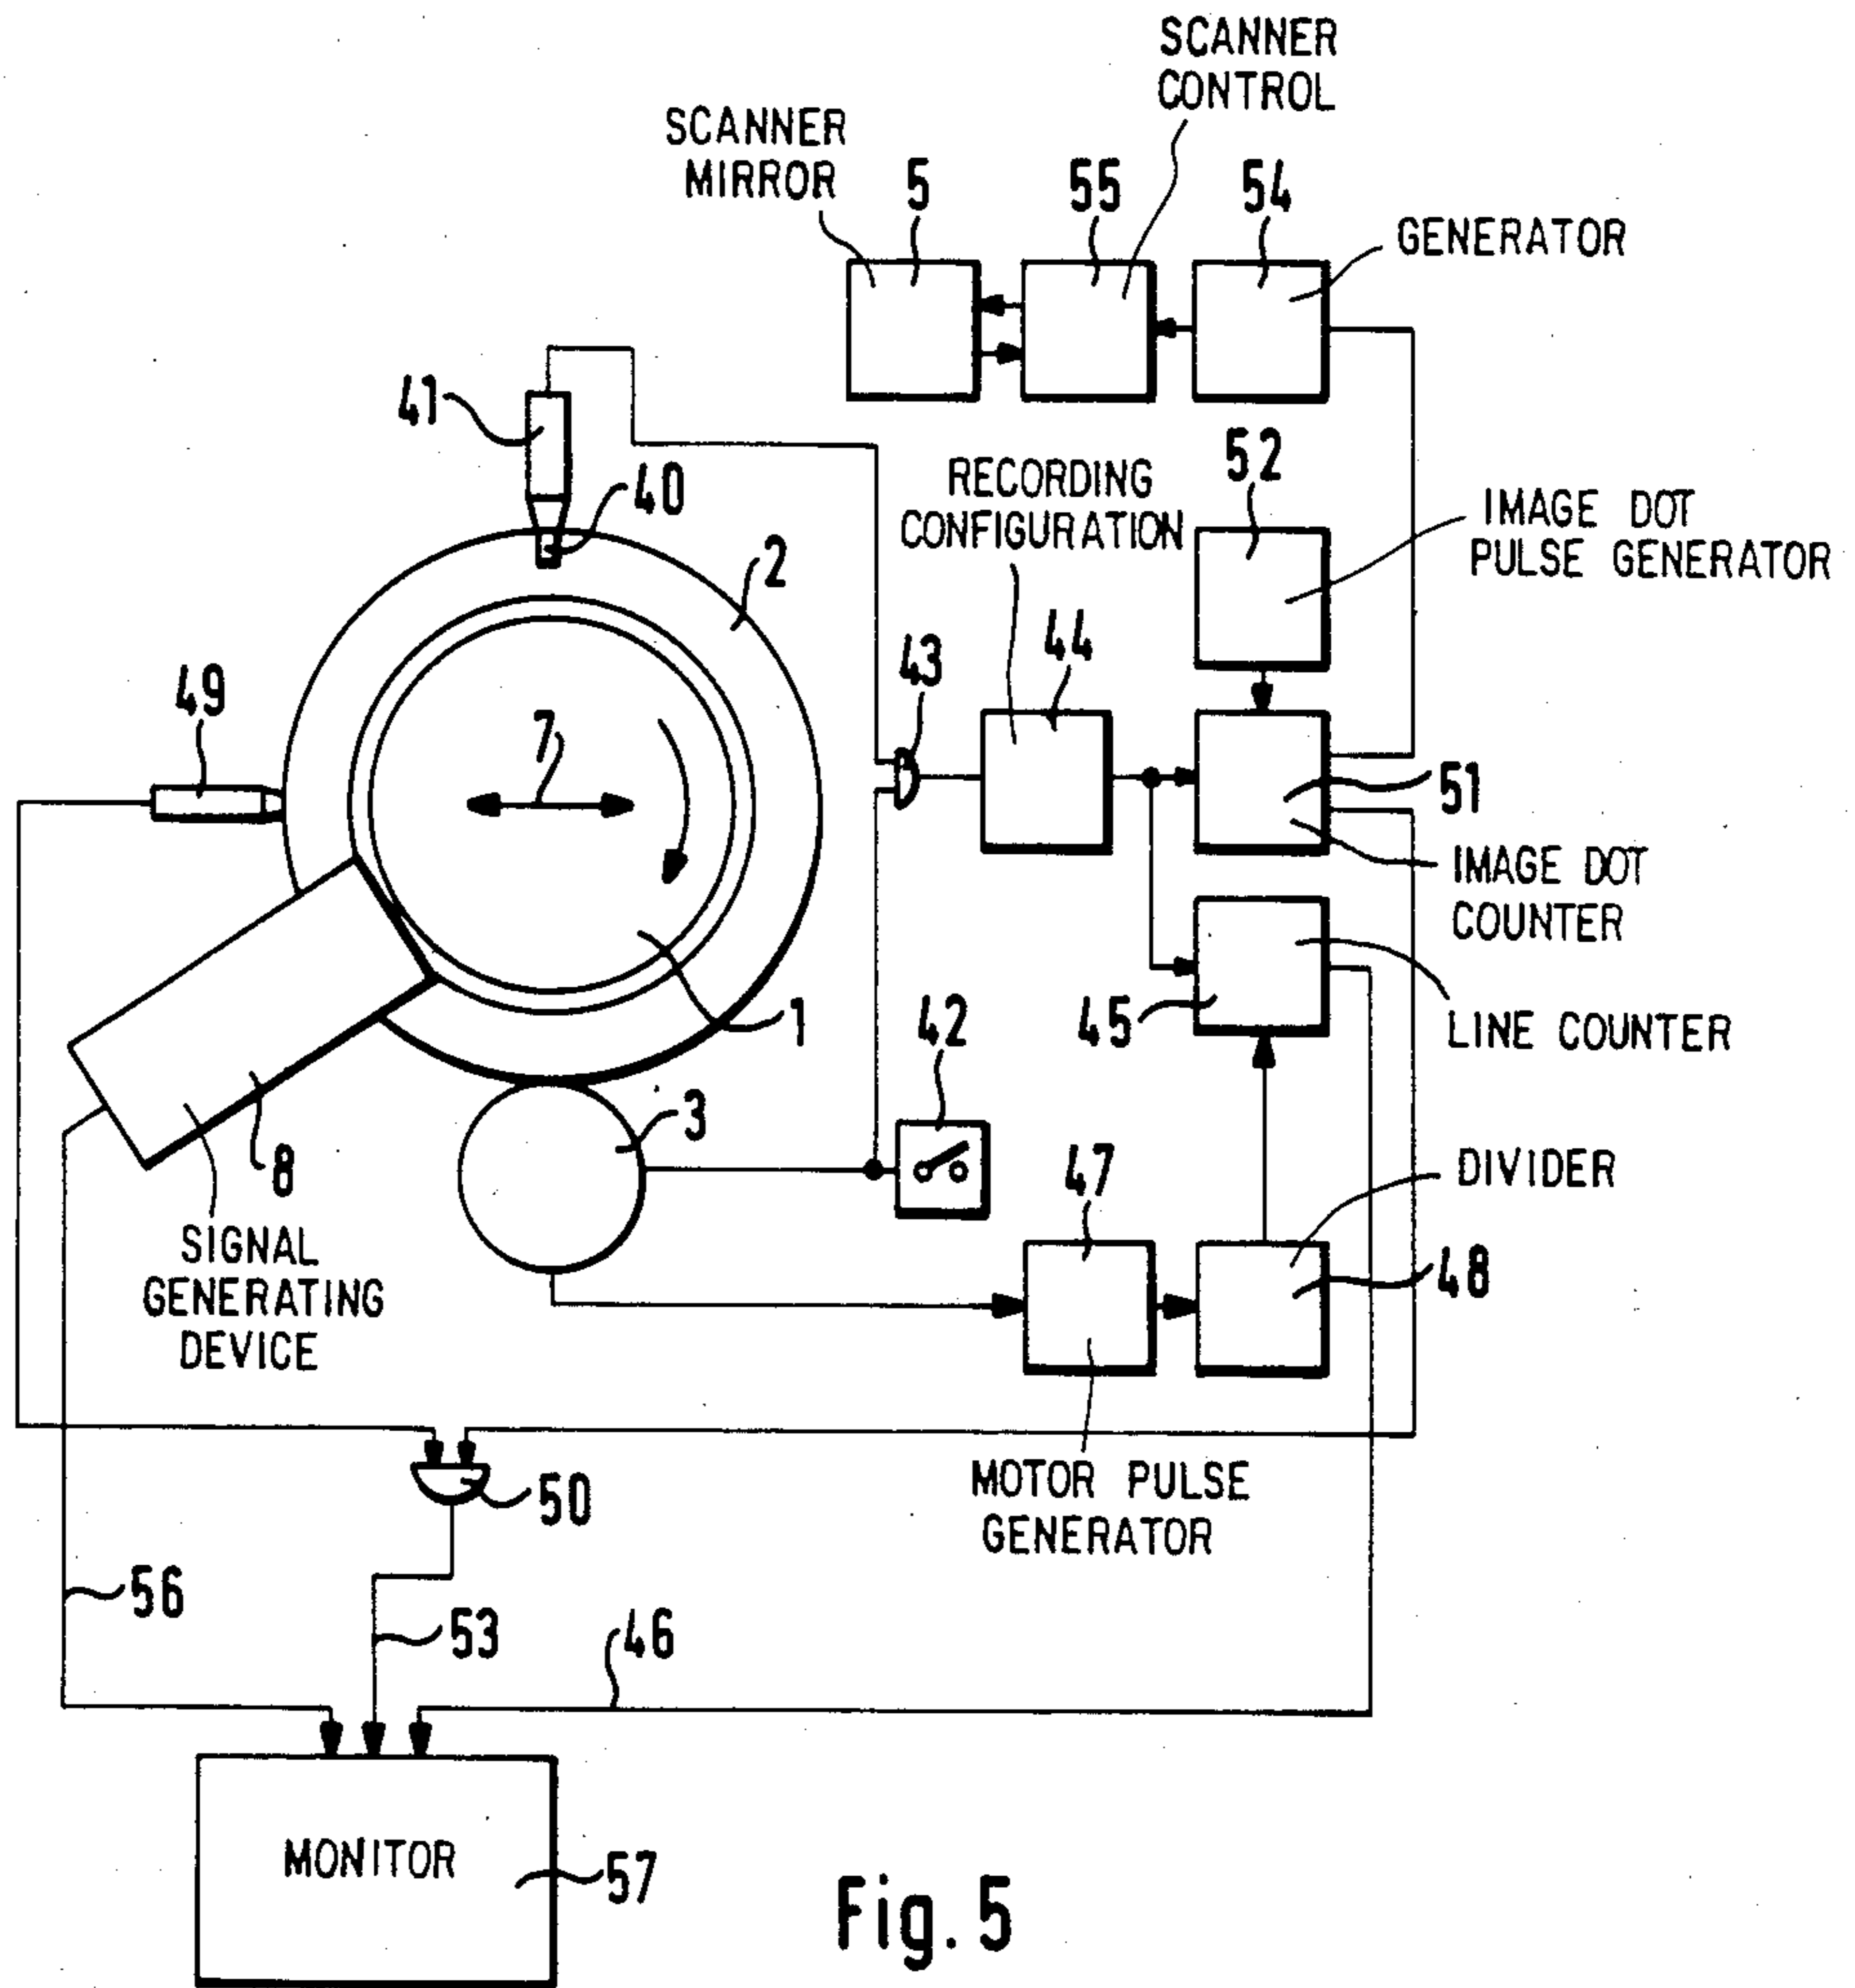 SCANNER
CONTROL
SCANNER
MIRROR
5
55
54
GENERATOR
41
40
RECORDING
CONFIGURATION
52
IMAGE DOT
PULSE GENERATOR
2
44
43
49
7
51
IMAGE DOT
COUNTER
45
LINE COUNTER
1
42
3
8
47
DIVIDER
48
SIGNAL
GENERATING
DEVICE
50
MOTOR PULSE
GENERATOR
56
53
46
MONITOR
57
Fig. 5